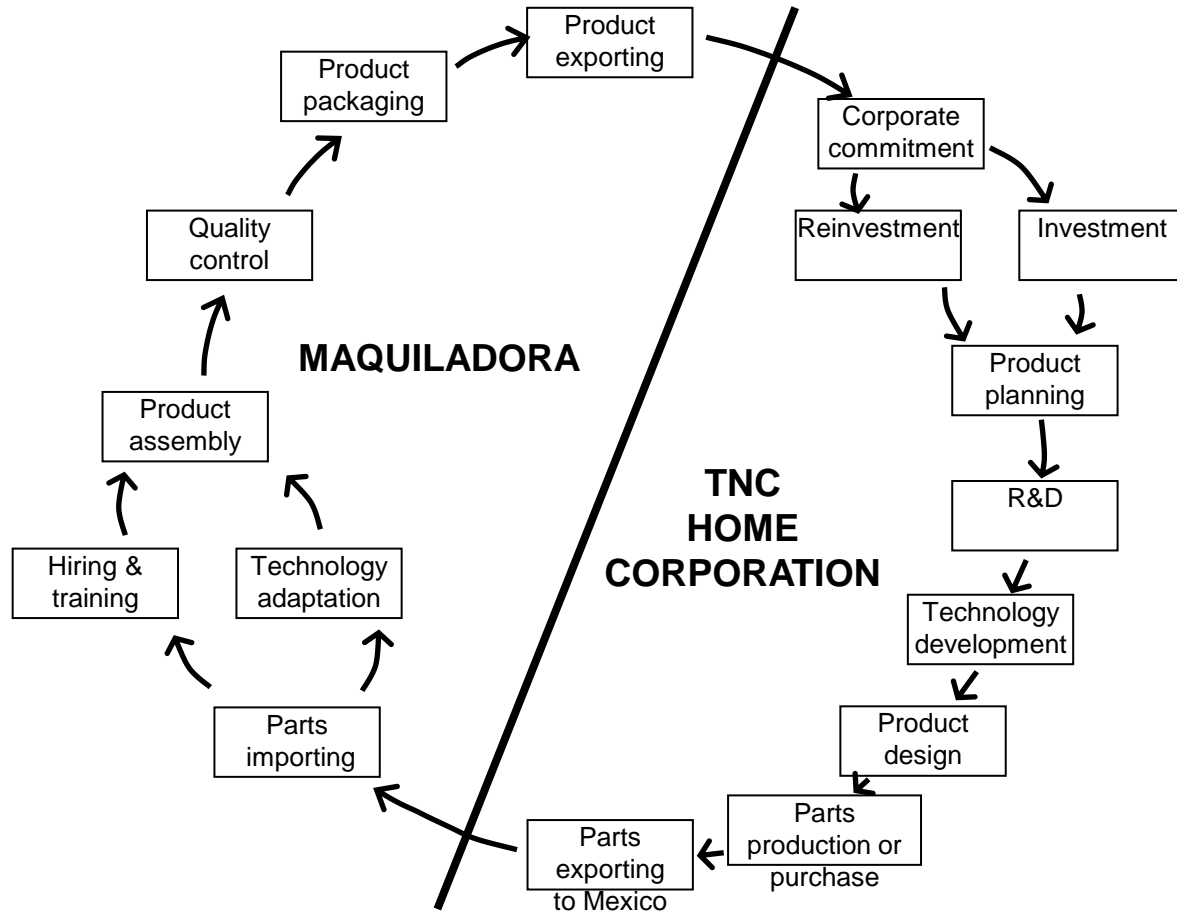 Product
exporting
Product
packaging
Corporate
commitment
Quality
control
Reinvestment
Investment
MAQUILADORA
Product
planning
Product
assembly
TNC
HOME
CORPORATION
R&D
Hiring &
training
Technology
adaptation
Technology
development
Parts
importing
Product
design
Parts
production or
purchase
Parts
exporting
to Mexico